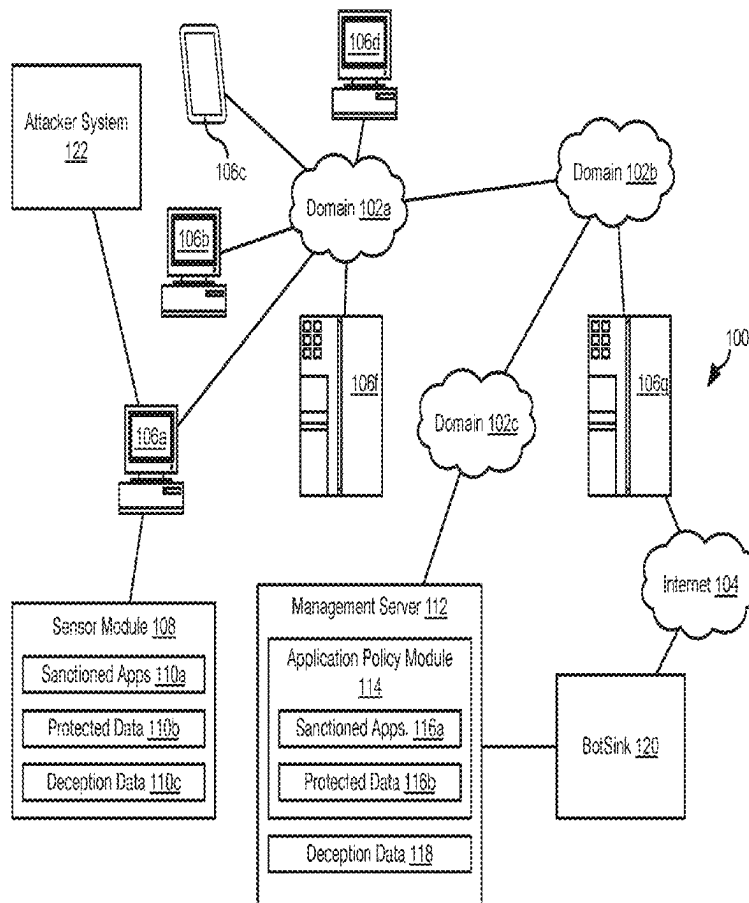 106d
Attacker
System
122
106c
Domain 102a
Domain 102b
106b
100
106f
106g
Domain 102c
106a
Internet 104
Sensor Module 108
Sanctioned Apps 110a
Protected Data 110b
Deception Data 110c
Management Server 112
Application Policy Module
114
Sanctioned Apps. 116a
Protected Data 116b
Deception Data 118
BotSink 120